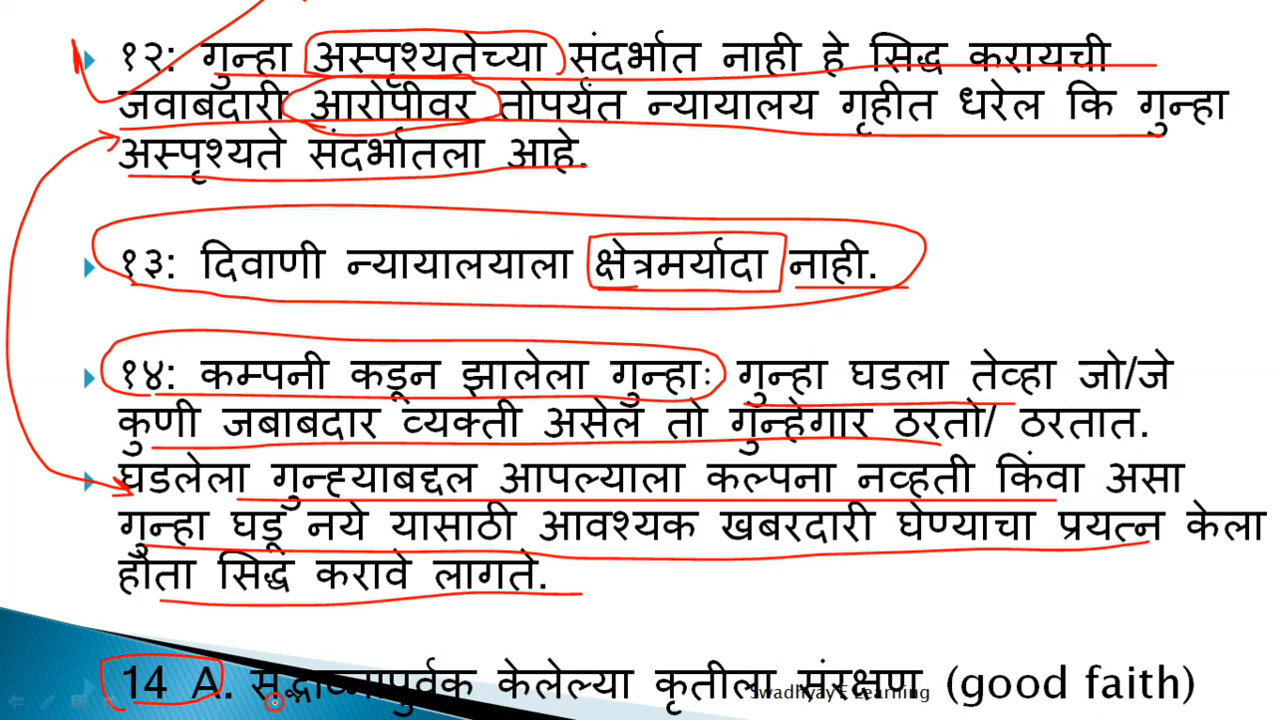 १२: गुन्हा अस्पृश्यतेच्या संदर्भात नाही हे सिद्ध करायची
जवाबदारी आरोपीवर तोपर्यंत न्यायालय गृहीत धरेल कि गुन्हा
अस्पृश्यते संदर्भातला आहे.
१३: दिवाणी न्यायालयाला क्षेत्रमर्यादा नाही.
१४: कम्पनी कडून झालेला गुन्हाः गुन्हा घडला तेव्हा जो/जे
कुणी जबाबदार व्यक्ती असेल तो गुन्हेगार ठरतो/ ठरतात.
घडलेला गुन्ह्याबद्दल आपल्याला कल्पना नव्हती किंवा असा
गुन्हा घडू नये यासाठी आवश्यक खबरदारी घेण्याचा प्रयत्न केला
होता सिद्ध करावे लागते.
14 A. सद्भावनापुर्वक केलेल्या कृतीला संरक्षण (good faith)
Swadhyay E Learning